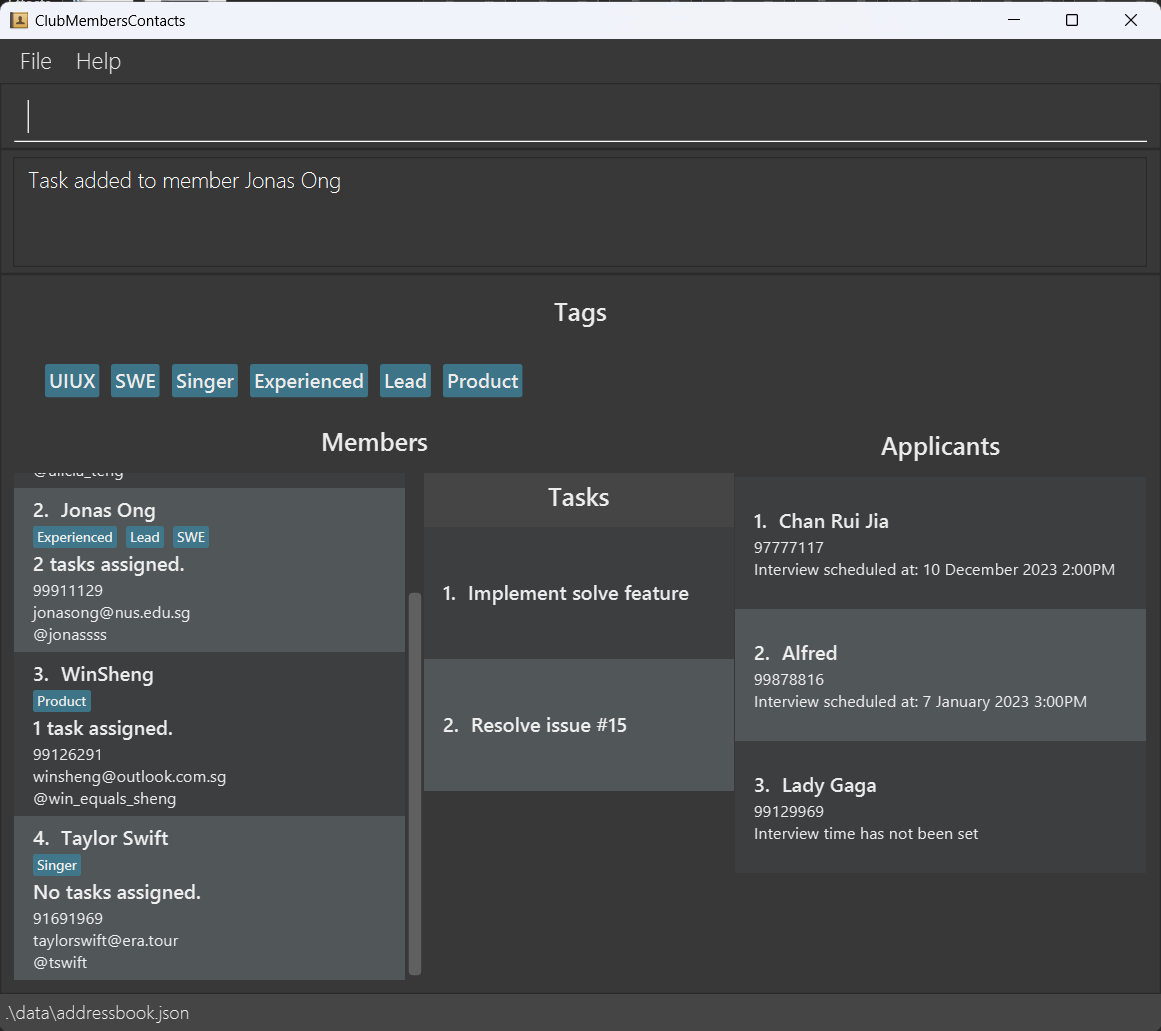 ClubMembersContacts
File Help
Task added to member Jonas Ong
Tags
UIUX SWE Singer Experienced Lead Product
Members
2. Jonas Ong
Experienced Lead SWE
2 tasks assigned.
99911129
jonasong@nus.edu.sg
@jonassss
3. WinSheng
Product
1 task assigned.
99126291
winsheng@outlook.com.sg
@win_equals_sheng
4. Taylor Swift
Singer
No tasks assigned.
91691969
taylorswift@era.tour
@tswift
Tasks
1. Implement solve feature
2. Resolve issue #15
Applicants
1. Chan Rui Jia
97777117
Interview scheduled at: 10 December 2023 2:00PM
2. Alfred
99878816
Interview scheduled at: 7 January 2023 3:00PM
3. Lady Gaga
99129969
Interview time has not been set
.\data\addressbook.json